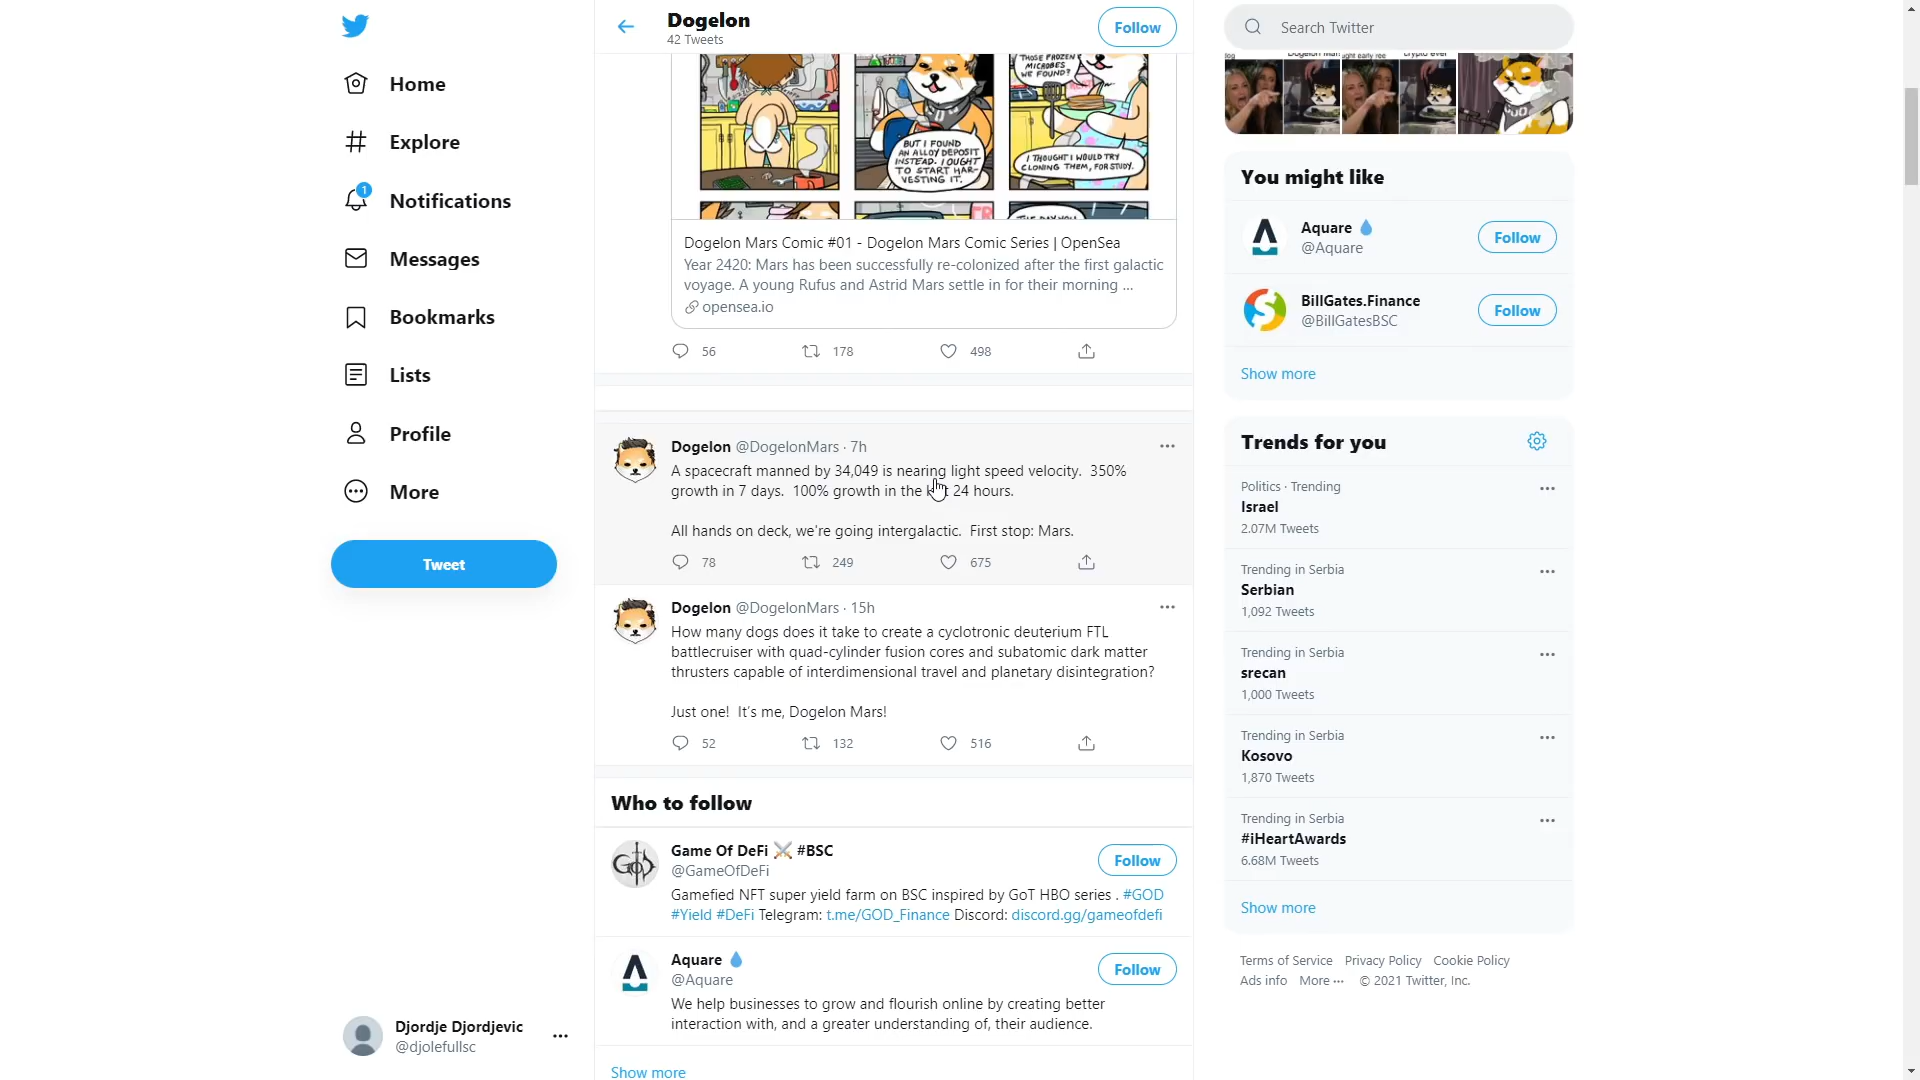 Home
Explore
1
Notifications
Messages
Bookmarks
Lists
Profile
More
Tweet
Djordje Djordjevic
@djolefullsc
Dogelon
42 Tweets
Follow
THOSE FROZEN
MICROBES
WE FOUND?
BUT I FOUND
AN ALLOY DEPOSIT
INSTEAD. I OUGHT
TO START HAR-
VESTING IT.
I THOUGHT I WOULD TRY
CLONING THEM, FOR STUDY.
Dogelon Mars Comic #01 - Dogelon Mars Comic Series | OpenSea
Year 2420: Mars has been successfully re-colonized after the first galactic
voyage. A young Rufus and Astrid Mars settle in for their morning ...
opensea.io
56 178 498
Dogelon @DogelonMars · 7h
A spacecraft manned by 34,049 is nearing light speed velocity. 350%
growth in 7 days. 100% growth in the 24 hours.
All hands on deck, we're going intergalactic. First stop: Mars.
78 249 675
Dogelon @DogelonMars · 15h
How many dogs does it take to create a cyclotronic deuterium FTL
battlecruiser with quad-cylinder fusion cores and subatomic dark matter
thrusters capable of interdimensional travel and planetary disintegration?
Just one! It's me, Dogelon Mars!
52 132 516
Who to follow
Game Of DeFi ⚔️ #BSC
@GameOfDeFi
Follow
Gamefied NFT super yield farm on BSC inspired by GoT HBO series . #GOD
#Yield #DeFi Telegram: t.me/GOD_Finance Discord: discord.gg/gameofdefi
Aquare 💧
@Aquare
Follow
We help businesses to grow and flourish online by creating better
interaction with, and a greater understanding of, their audience.
Show more
Search Twitter
You might like
Aquare 💧
@Aquare
Follow
BillGates.Finance
@BillGatesBSC
Follow
Show more
Trends for you
Politics · Trending
Israel
2.07M Tweets
Trending in Serbia
Serbian
1,092 Tweets
Trending in Serbia
srecan
1,000 Tweets
Trending in Serbia
Kosovo
1,870 Tweets
Trending in Serbia
#iHeartAwards
6.68M Tweets
Show more
Terms of Service Privacy Policy Cookie Policy
Ads info More ··· © 2021 Twitter, Inc.